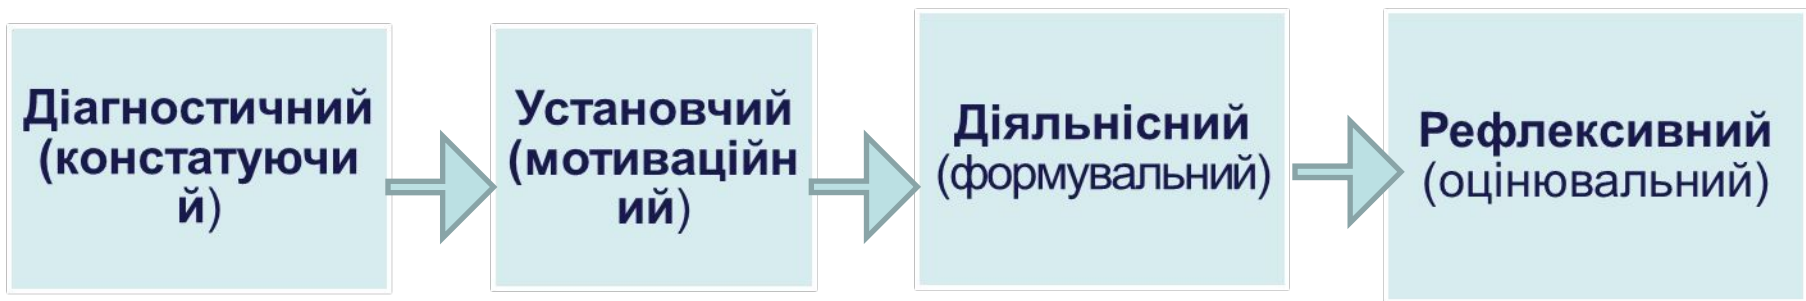 Діагностичний
(констатуючи
й)
Установчий
(мотиваційн
ий)
Діяльнісний
(формувальний)
Рефлексивний
(оцінювальний)